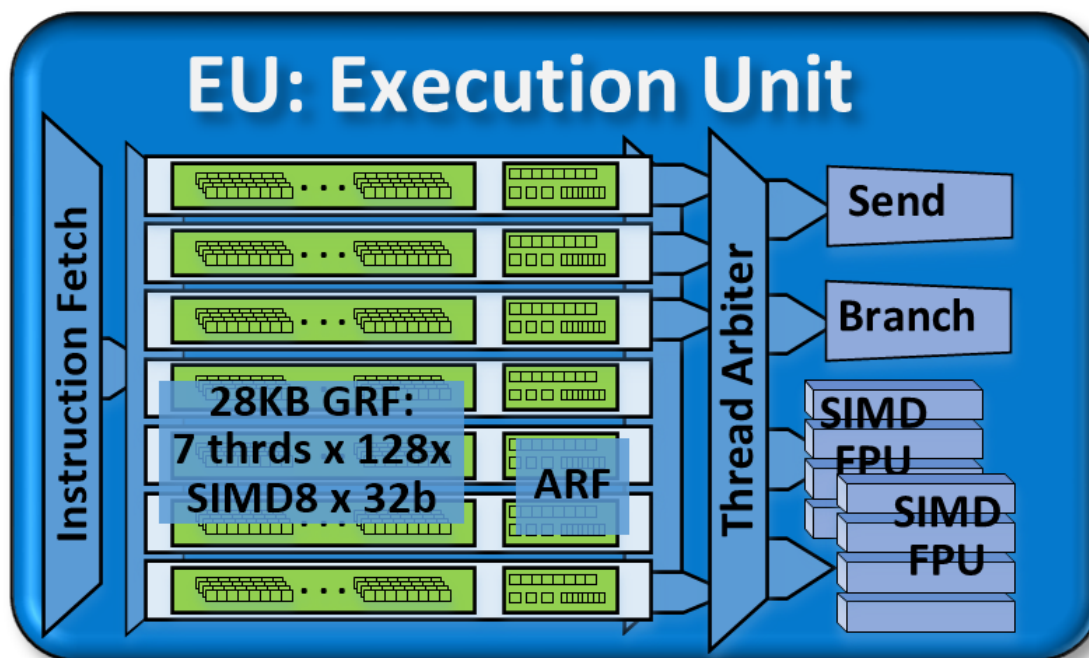 EU: Execution Unit
Instruction Fetch
28KB GRF:
7 thrds x 128x
SIMD8 x 32b
ARF
Thread Arbiter
Send
Branch
SIMD
FPU
SIMD
FPU